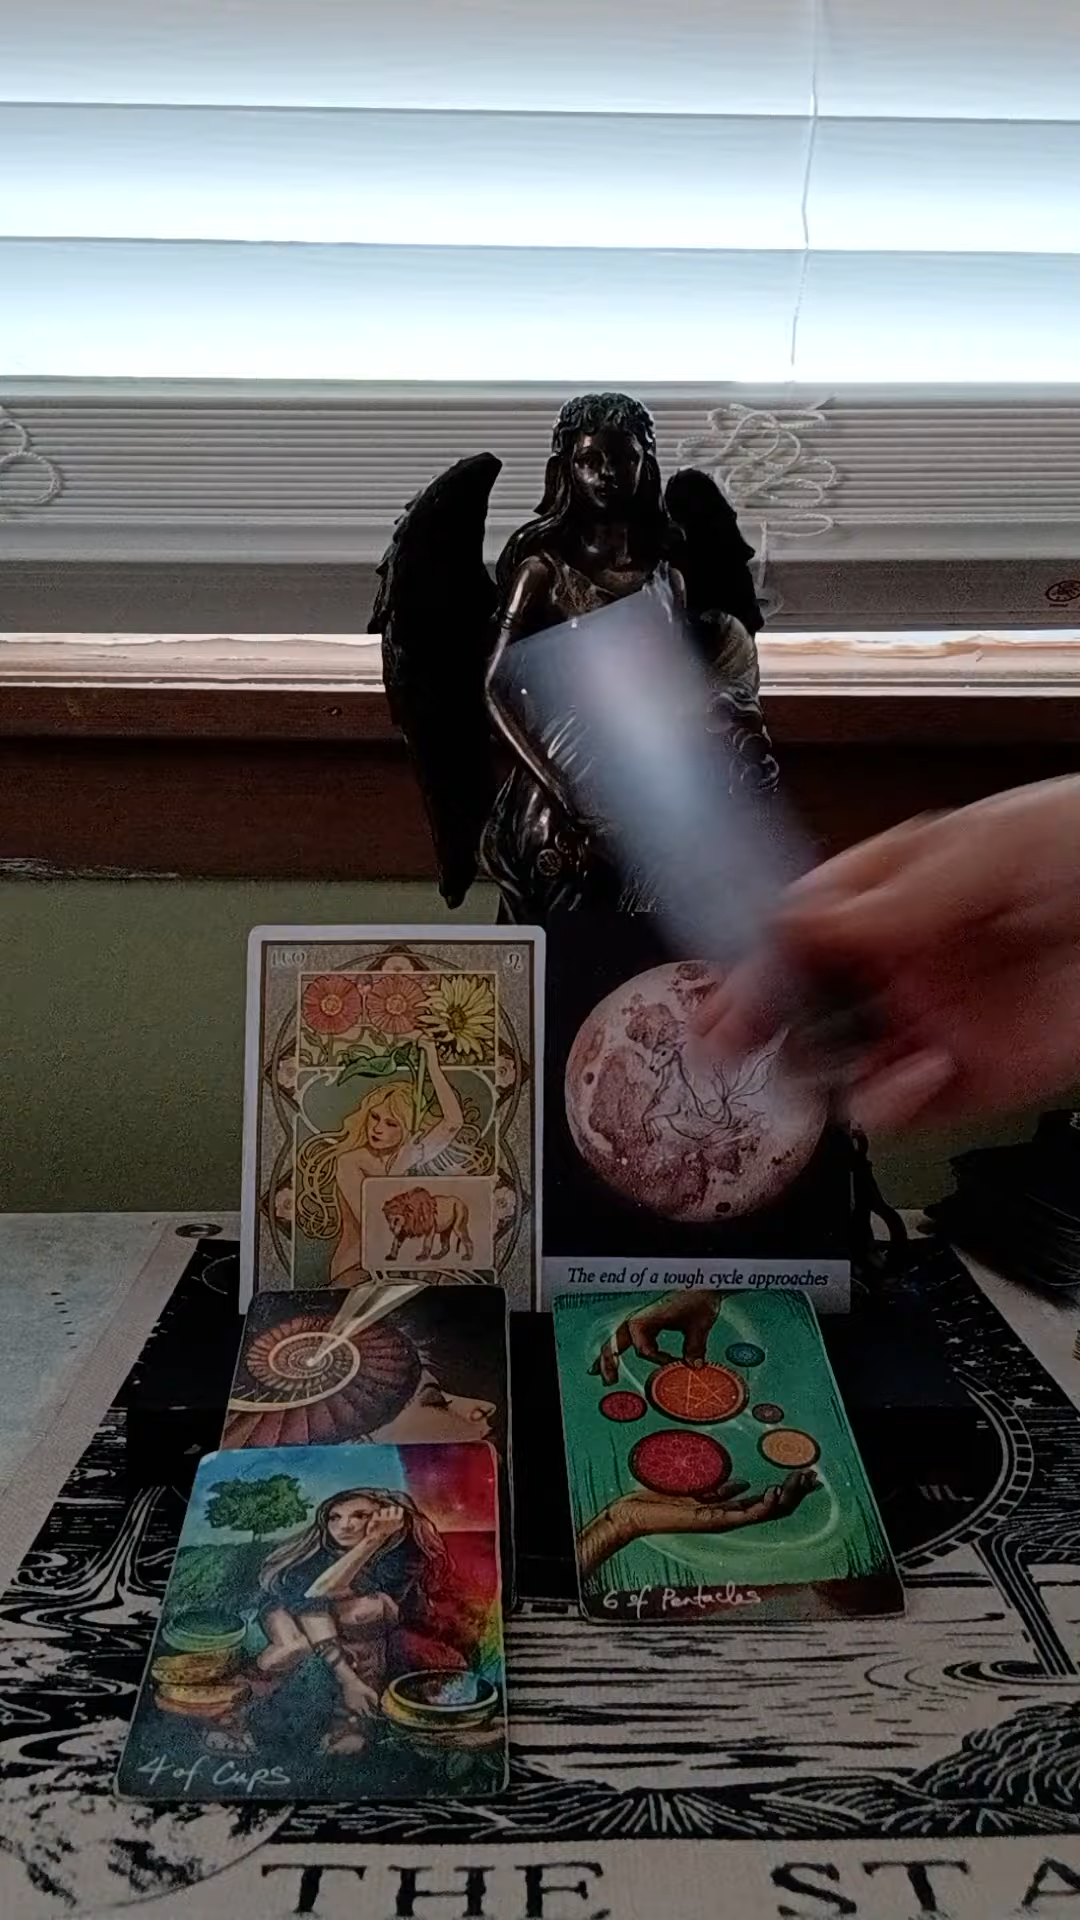 LEO ♌
The end of a tough cycle approaches
6 of Pentacles
4 of Cups
THE STA